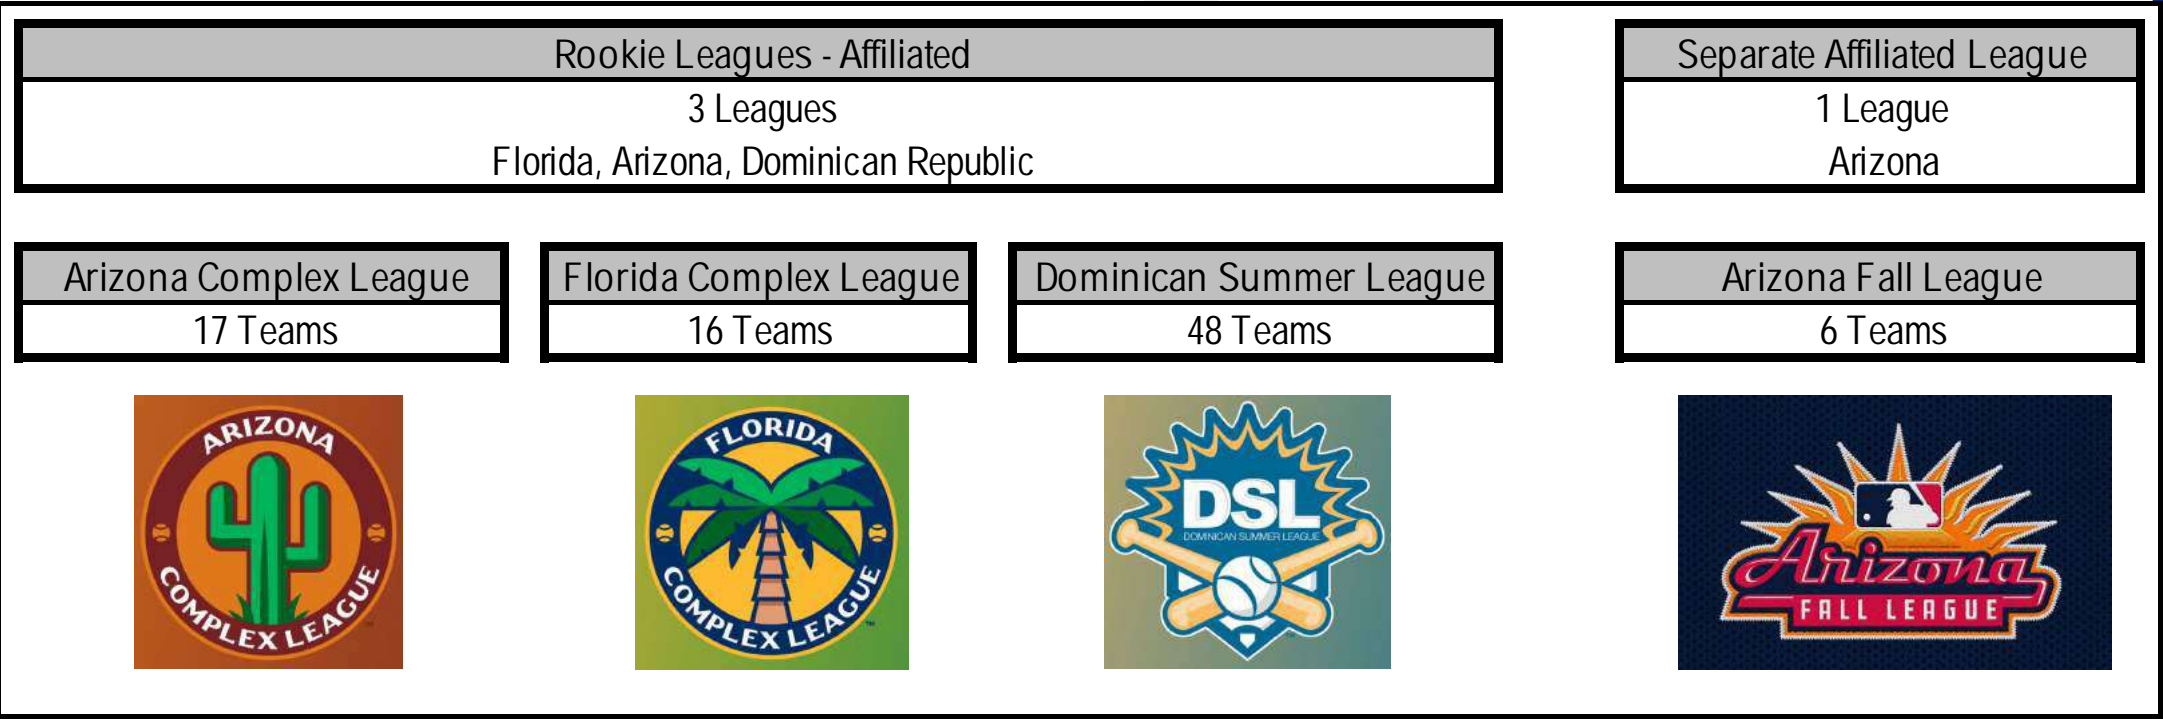 Rookie Leagues - Affiliated
3 Leagues
Florida, Arizona, Dominican Republic
Separate Affiliated League
1 League
Arizona
Arizona Complex League
17 Teams
Florida Complex League
16 Teams
Dominican Summer League
48 Teams
Arizona Fall League
6 Teams
ARIZONA
COMPLEX LEAGUE
FLORIDA
COMPLEX LEAGUE
DSL
DOMINICAN SUMMER LEAGUE
Arizona
FALL LEAGUE